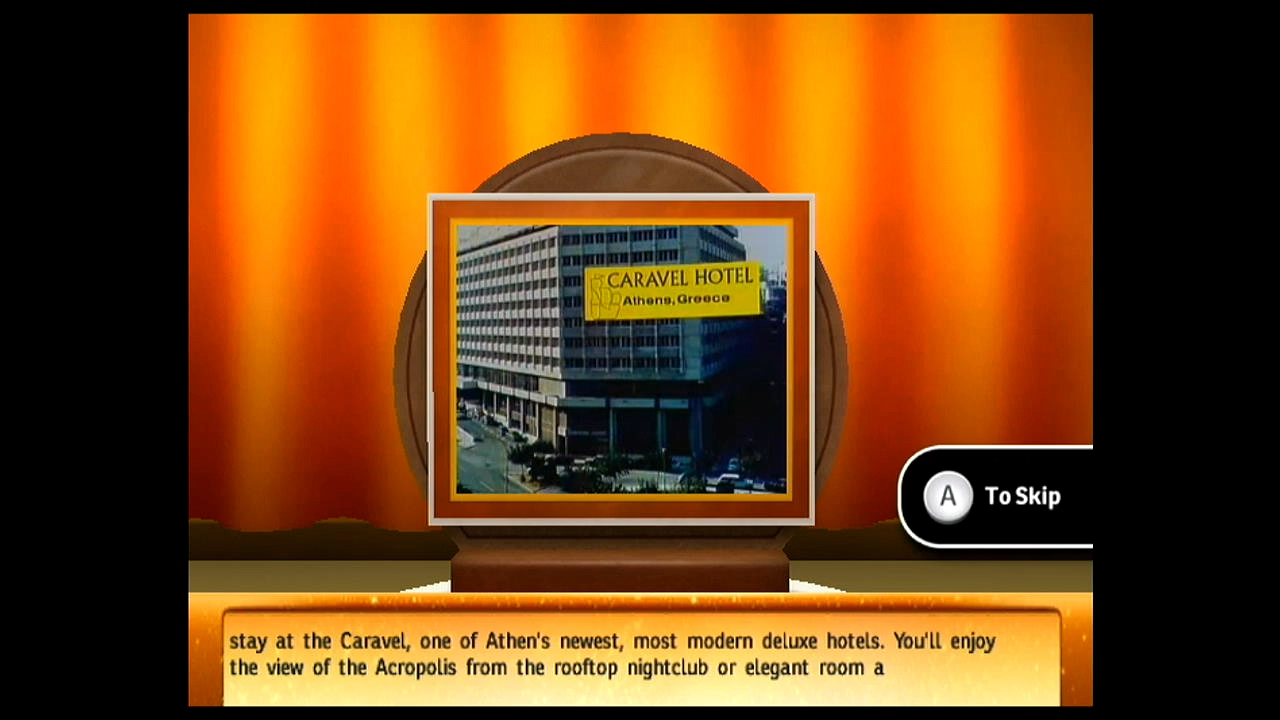 CARAVEL HOTEL
Athens, Greece
A To Skip
stay at the Caravel, one of Athen's newest, most modern deluxe hotels. You'll enjoy
the view of the Acropolis from the rooftop nightclub or elegant room a